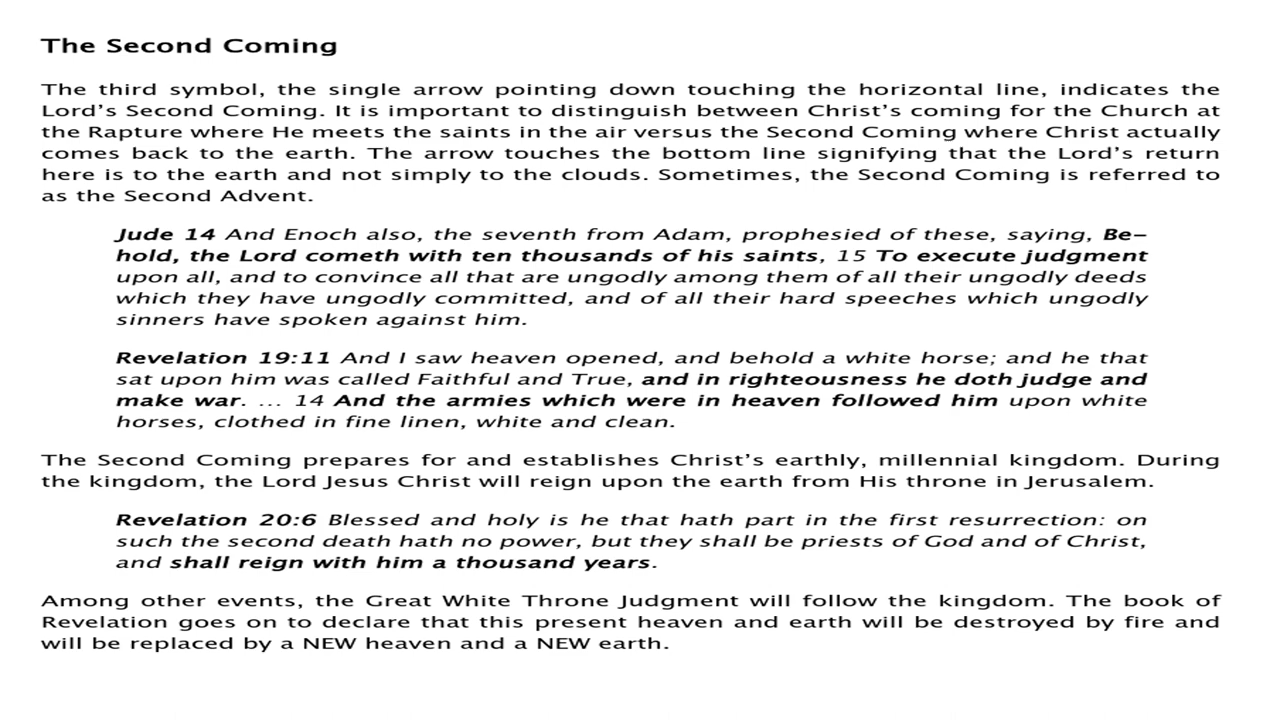 The Second Coming
The third symbol, the single arrow pointing down touching the horizontal line, indicates the
Lord's Second Coming. It is important to distinguish between Christ's coming for the Church at
the Rapture where He meets the saints in the air versus the Second Coming where Christ actually
comes back to the earth. The arrow touches the bottom line signifying that the Lord's return
here is to the earth and not simply to the clouds. Sometimes, the Second Coming is referred to
as the Second Advent.
Jude 14 And Enoch also, the seventh from Adam, prophesied of these, saying, Be-
hold, the Lord cometh with ten thousands of his saints, 15 To execute judgment
upon all, and to convince all that are ungodly among them of all their ungodly deeds
which they have ungodly committed, and of all their hard speeches which ungodly
sinners have spoken against him.
Revelation 19:11 And I saw heaven opened, and behold a white horse; and he that
sat upon him was called Faithful and True, and in righteousness he doth judge and
make war. ... 14 And the armies which were in heaven followed him upon white
horses, clothed in fine linen, white and clean.
The Second Coming prepares for and establishes Christ's earthly, millennial kingdom. During
the kingdom, the Lord Jesus Christ will reign upon the earth from His throne in Jerusalem.
Revelation 20:6 Blessed and holy is he that hath part in the first resurrection: on
such the second death hath no power, but they shall be priests of God and of Christ,
and shall reign with him a thousand years.
Among other events, the Great White Throne Judgment will follow the kingdom. The book of
Revelation goes on to declare that this present heaven and earth will be destroyed by fire and
will be replaced by a NEW heaven and a NEW earth.